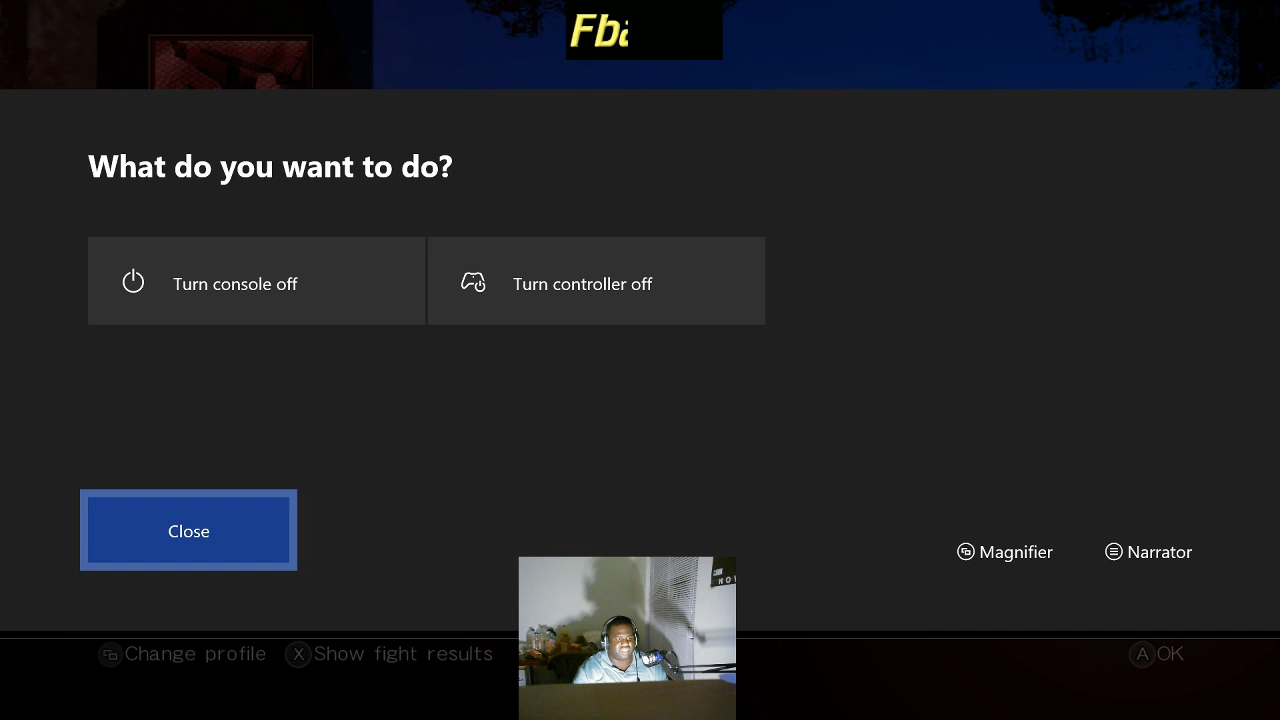 Fb
What do you want to do?
Turn console off
Turn controller off
Close
Magnifier
Narrator
Change profile
X Show fight results
A OK